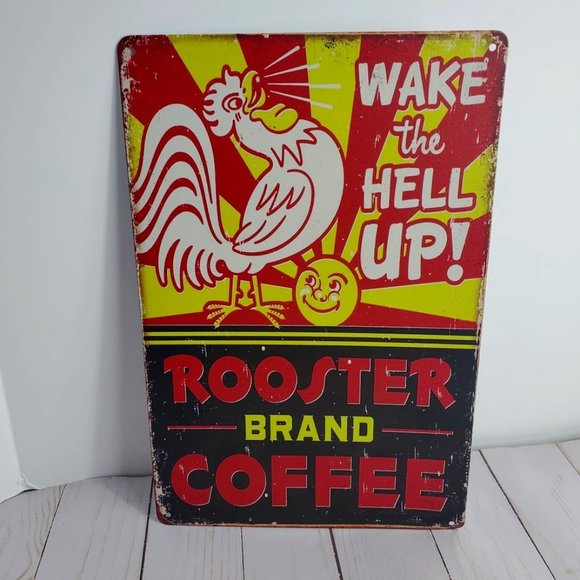 WAKE
the
HELL
UP!
ROOSTER
BRAND
COFFEE